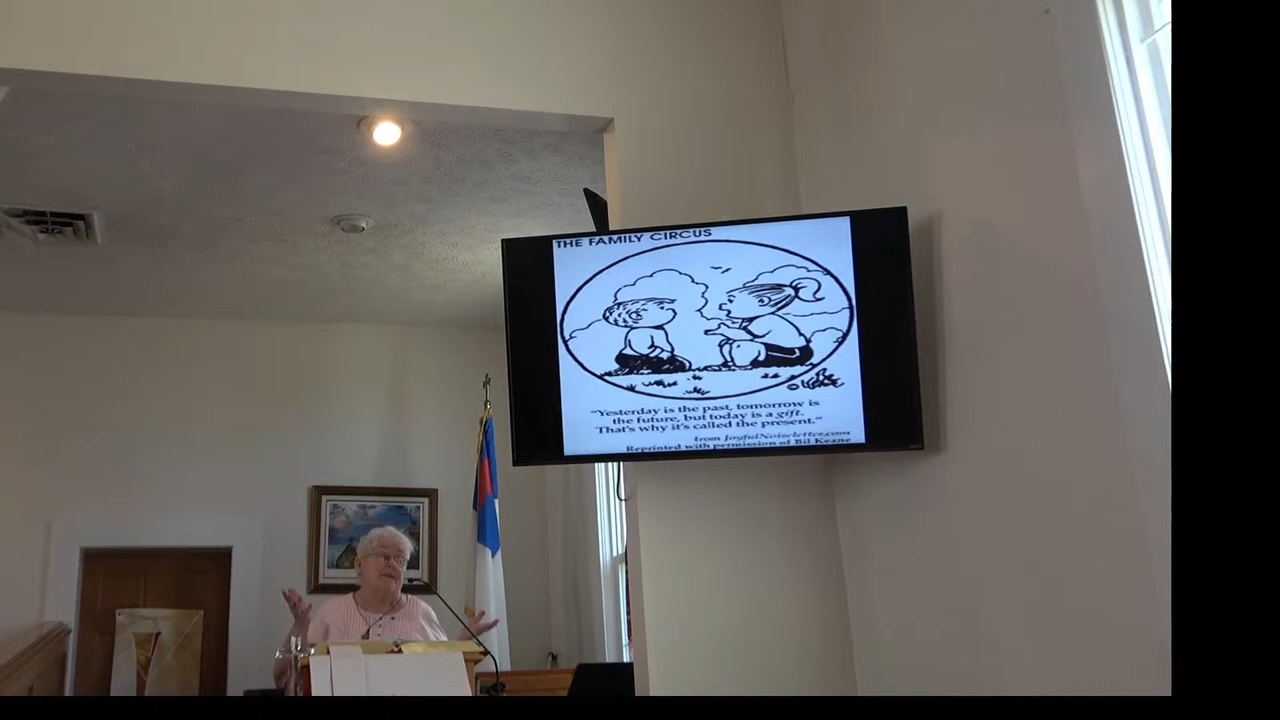 THE FAMILY CIRCUS
"Yesterday is the past, tomorrow is
the future, but today is a gift.
That's why it's called the present."
from JoyfulNoiseletter.com
Reprinted with permission of Bil Keane